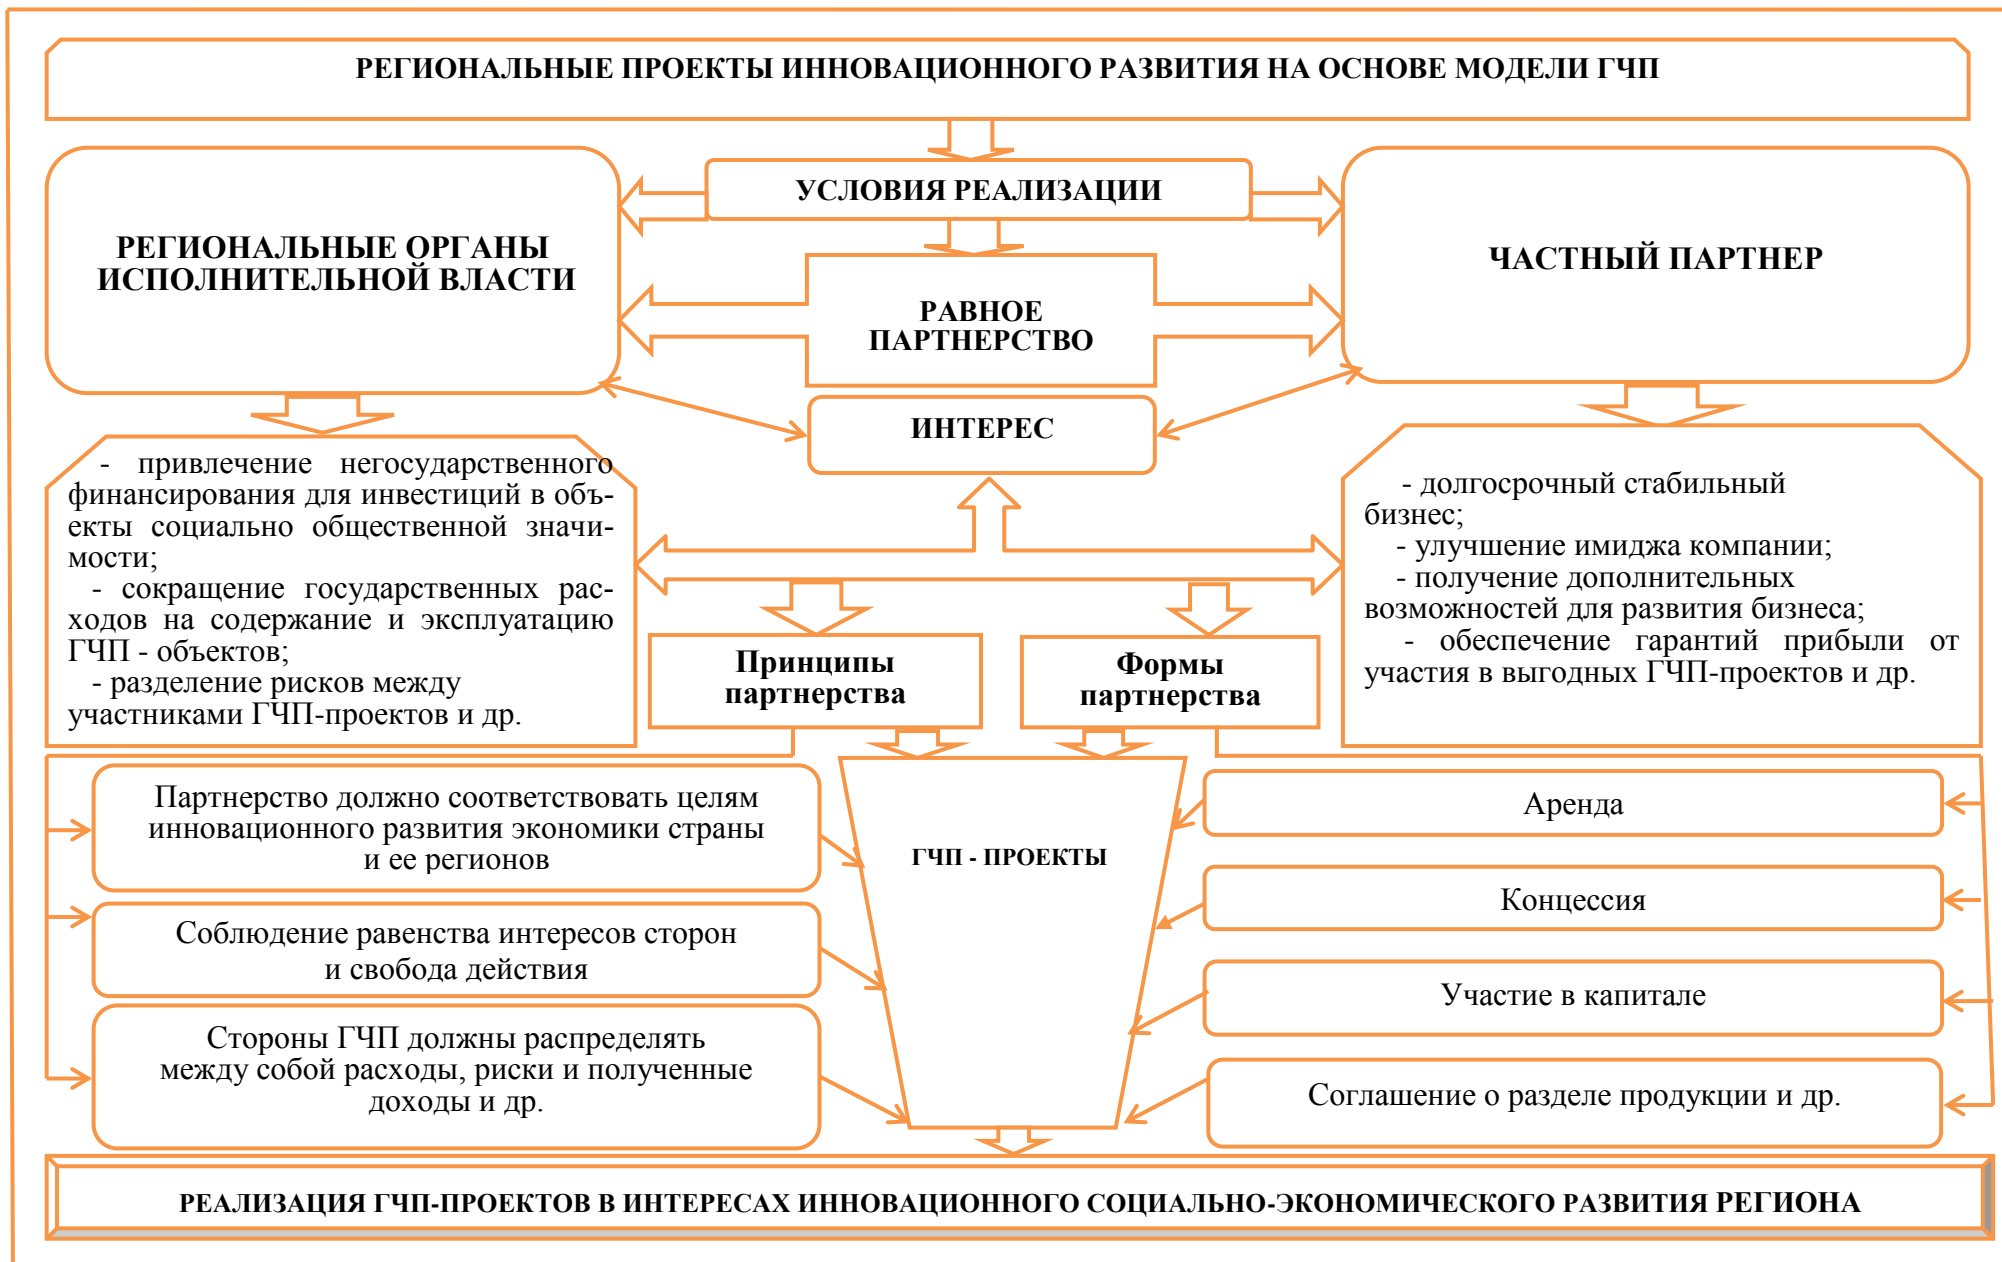 РЕГИОНАЛЬНЫЕ ПРОЕКТЫ ИННОВАЦИОННОГО РАЗВИТИЯ НА ОСНОВЕ МОДЕЛИ ГЧП
УСЛОВИЯ РЕАЛИЗАЦИИ
РЕГИОНАЛЬНЫЕ ОРГАНЫ
ИСПОЛНИТЕЛЬНОЙ ВЛАСТИ
ЧАСТНЫЙ ПАРТНЕР
РАВНОЕ
ПАРТНЕРСТВО
ИНТЕРЕС
- привлечение негосударственного
финансирования для инвестиций в объ-
екты социально общественной значи-
мости;
- сокращение государственных рас-
ходов на содержание и эксплуатацию
ГЧП - объектов;
- разделение рисков между
участниками ГЧП-проектов и др.
- долгосрочный стабильный
бизнес;
- улучшение имиджа компании;
- получение дополнительных
возможностей для развития бизнеса;
- обеспечение гарантий прибыли от
участия в выгодных ГЧП-проектов и др.
Принципы
партнерства
Формы
партнерства
Партнерство должно соответствовать целям
инновационного развития экономики страны
и ее регионов
Соблюдение равенства интересов сторон
и свобода действия
Стороны ГЧП должны распределять
между собой расходы, риски и полученные
доходы и др.
ГЧП - ПРОЕКТЫ
Аренда
Концессия
Участие в капитале
Соглашение о разделе продукции и др.
РЕАЛИЗАЦИЯ ГЧП-ПРОЕКТОВ В ИНТЕРЕСАХ ИННОВАЦИОННОГО СОЦИАЛЬНО-ЭКОНОМИЧЕСКОГО РАЗВИТИЯ РЕГИОНА